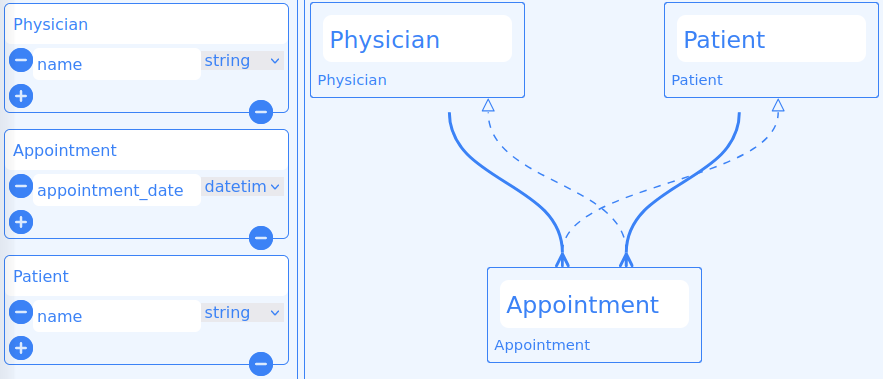 Physician
name string
Appointment
appointment_date datetim
Patient
name string
Physician
Physician
Patient
Patient
Appointment
Appointment